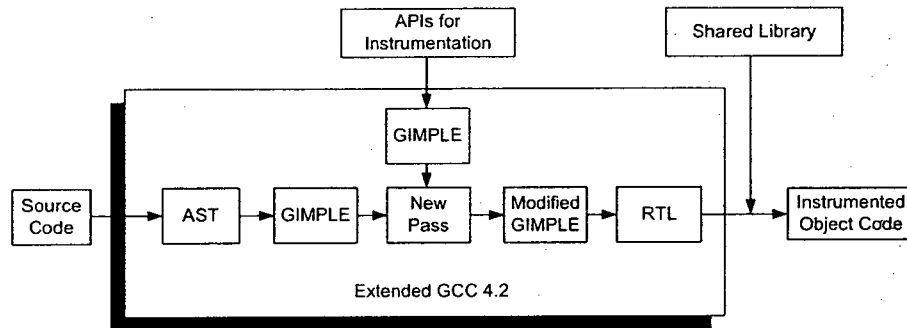 APIs for
Instrumentation
Shared Library
GIMPLE
Source
Code
AST
GIMPLE
New
Pass
Modified
GIMPLE
RTL
Instrumented
Object Code
Extended GCC 4.2